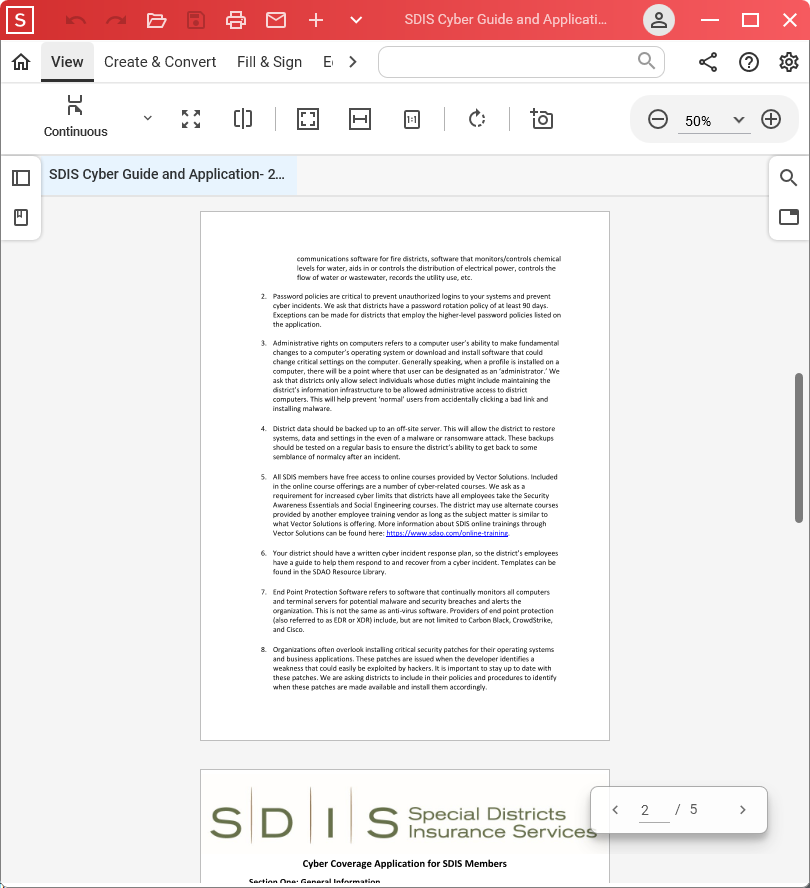 S
SDIS Cyber Guide and Applicati...
View
Create & Convert
Fill & Sign
Continuous
1:1
50%
SDIS Cyber Guide and Application- 2...
communications software for fire districts, software that monitors/controls chemical
levels for water, aids in or controls the distribution of electrical power, controls the
flow of water or wastewater, records the utility use, etc.
2. Password policies are critical to prevent unauthorized logins to your systems and prevent
cyber incidents. We ask that districts have a password rotation policy of at least 90 days.
Exceptions can be made for districts that employ the higher-level password policies listed on
the application.
3. Administrative rights on computers refers to a computer user's ability to make fundamental
changes to a computer's operating system or download and install software that could
change critical settings on the computer. Generally speaking, when a profile is installed on a
computer, there will be a point where that user can be designated as an 'administrator.' We
ask that districts only allow select individuals whose duties might include maintaining the
district's information infrastructure to be allowed administrative access to district
computers. This will help prevent 'normal' users from accidentally clicking a bad link and
installing malware.
4. District data should be backed up to an off-site server. This will allow the district to restore
systems, data and settings in the even of a malware or ransomware attack. These backups
should be tested on a regular basis to ensure the district's ability to get back to some
semblance of normalcy after an incident.
5. All SDIS members have free access to online courses provided by Vector Solutions. Included
in the online course offerings are a number of cyber-related courses. We ask as a
requirement for increased cyber limits that districts have all employees take the Security
Awareness Essentials and Social Engineering courses. The district may use alternate courses
provided by another employee training vendor as long as the subject matter is similar to
what Vector Solutions is offering. More information about SDIS online trainings through
Vector Solutions can be found here: https://www.sdao.com/online-training.
6. Your district should have a written cyber incident response plan, so the district's employees
have a guide to help them respond to and recover from a cyber incident. Templates can be
found in the SDAO Resource Library.
7. End Point Protection Software refers to software that continually monitors all computers
and terminal servers for potential malware and security breaches and alerts the
organization. This is not the same as anti-virus software. Providers of end point protection
(also referred to as EDR or XDR) include, but are not limited to Carbon Black, CrowdStrike,
and Cisco.
8. Organizations often overlook installing critical security patches for their operating systems
and business applications. These patches are issued when the developer identifies a
weakness that could easily be exploited by hackers. It is important to stay up to date with
these patches. We are asking districts to include in their policies and procedures to identify
when these patches are made available and install them accordingly.
SDIS Special Districts
Insurance Services
2 / 5
Cyber Coverage Application for SDIS Members
Section One: General Information